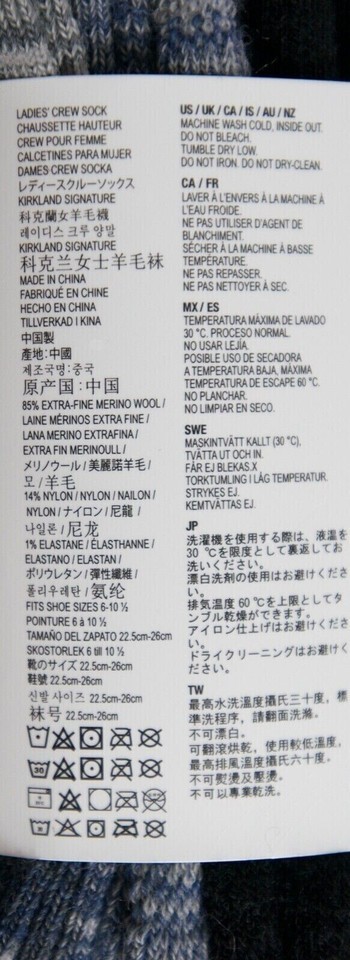 LADIES' CREW SOCK
CHAUSSETTE HAUTEUR
CREW POUR FEMME
CALCETINES PARA MUJER
DAMES CREW SOCKA
レディースクルーソックス
KIRKLAND SIGNATURE
科克蘭女羊毛襪
레이디스 크루 양말
KIRKLAND SIGNATURE
科克兰女士羊毛袜
MADE IN CHINA
FABRIQUÉ EN CHINE
HECHO EN CHINA
TILLVERKAD I KINA
中国製
產地:中國
제조국명:중국
原产国:中国
85% EXTRA-FINE MERINO WOOL /
LAINE MÉRINOS EXTRA FINE /
LANA MERINO EXTRAFINA /
EXTRA FIN MERINOULL /
メリノウール / 美麗諾羊毛 /
모 / 羊毛
14% NYLON / NYLON / NAILON /
NYLON / ナイロン / 尼龍 /
나일론 / 尼龙
1% ELASTANE / ÉLASTHANNE /
ELASTANO / ELASTAN /
ポリウレタン / 彈性纖維 /
폴리우레탄 / 氨纶
FITS SHOE SIZES 6-10 ½
POINTURE 6 à 10 ½
TAMAÑO DEL ZAPATO 22.5cm-26cm
SKOSTORLEK 6 till 10 ½
靴のサイズ 22.5cm-26cm
鞋號 22.5cm-26cm
신발 사이즈 22.5cm-26cm
袜号 22.5cm-26cm
30
US / UK / CA / IS / AU / NZ
MACHINE WASH COLD, INSIDE OUT.
DO NOT BLEACH.
TUMBLE DRY LOW.
DO NOT IRON. DO NOT DRY-CLEAN.
CA / FR
LAVER À L'ENVERS À LA MACHINE À
L'EAU FROIDE.
NE PAS UTILISER D'AGENT DE
BLANCHIMENT.
SÉCHER À LA MACHINE À BASSE
TEMPÉRATURE.
NE PAS REPASSER.
NE PAS NETTOYER À SEC.
MX / ES
TEMPERATURA MÁXIMA DE LAVADO
30 °C. PROCESO NORMAL.
NO USAR LEJÍA.
POSIBLE USO DE SECADORA
A TEMPERATURA BAJA, MÁXIMA
TEMPERATURA DE ESCAPE 60 °C.
NO PLANCHAR.
NO LIMPIAR EN SECO.
SWE
MASKINTVÄTT KALLT (30 °C),
TVÄTTA UT OCH IN.
FÅR EJ BLEKAS.X
TORKTUMLING I LÅG TEMPERATUR.
STRYKES EJ.
KEMTVÄTTAS EJ.
JP
洗濯機を使用する際は、液温を
30 ℃を限度として裏返してお
洗いください。
漂白洗剤の使用はお避けくださ
い。
排気温度 60 ℃を上限としてタ
ンブル乾燥ができます。
アイロン仕上げはお避けくださ
い。
ドライクリーニングはお避けく
ださい。
TW
最高水洗溫度攝氏三十度，標
準洗程序，請翻面洗滌。
不可漂白。
可翻滾烘乾，使用較低溫度，
最高排風溫度攝氏六十度。
不可熨燙及壓燙。
不可以專業乾洗。